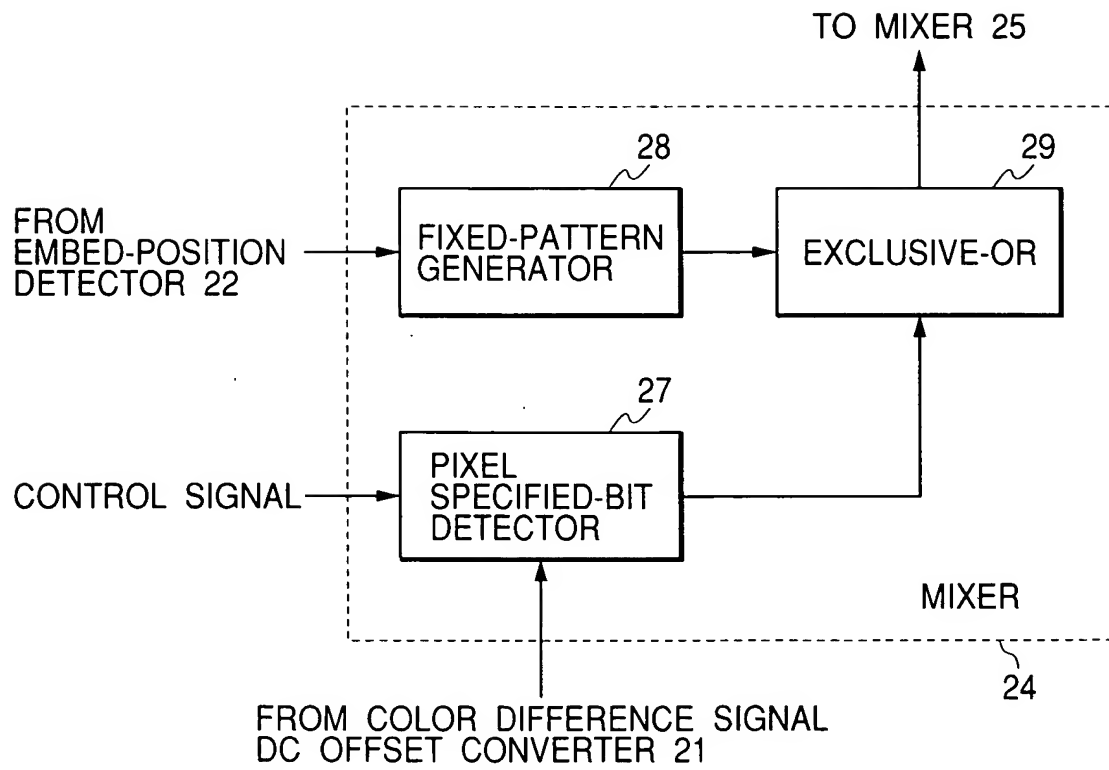 TO MIXER 25
28
29
FROM
EMBED-POSITION
DETECTOR 22
FIXED-PATTERN
GENERATOR
EXCLUSIVE-OR
27
CONTROL SIGNAL
PIXEL
SPECIFIED-BIT
DETECTOR
MIXER
24
FROM COLOR DIFFERENCE SIGNAL
DC OFFSET CONVERTER 21